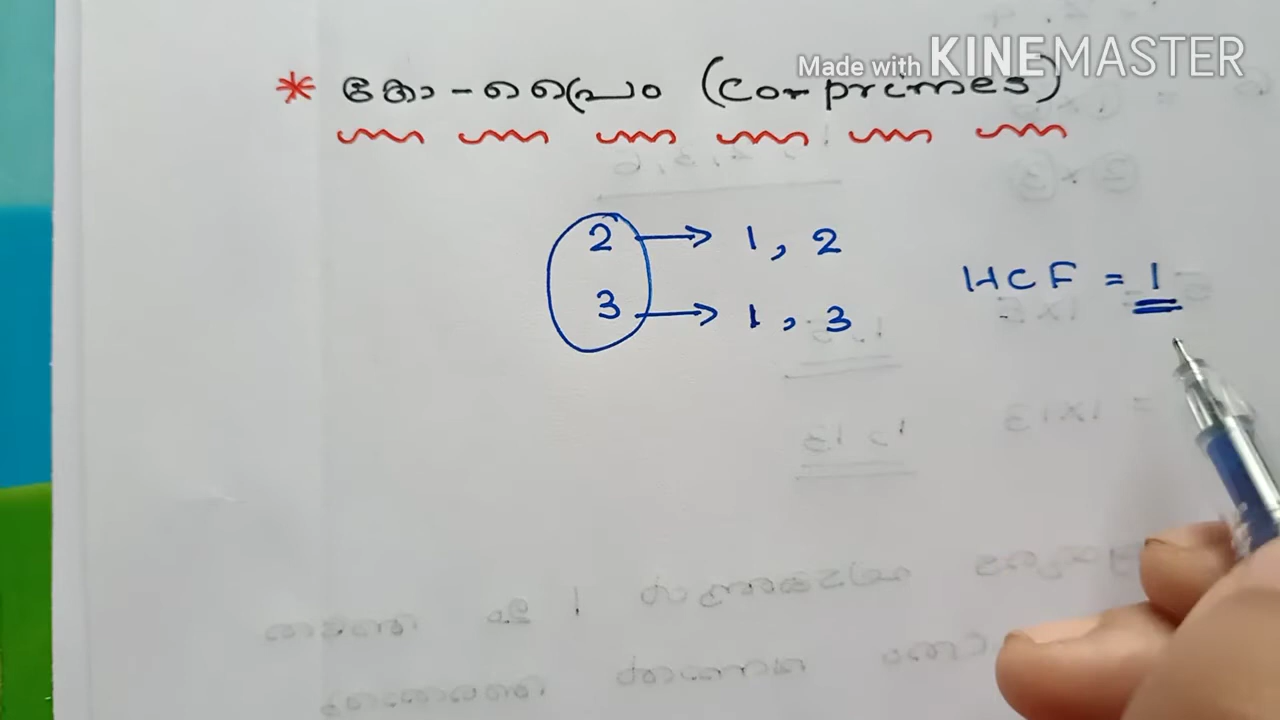 Made with KINEMASTER
* കോ-പ്രൈം (Co-primes)
2 → 1, 2
3 → 1, 3
HCF = 1